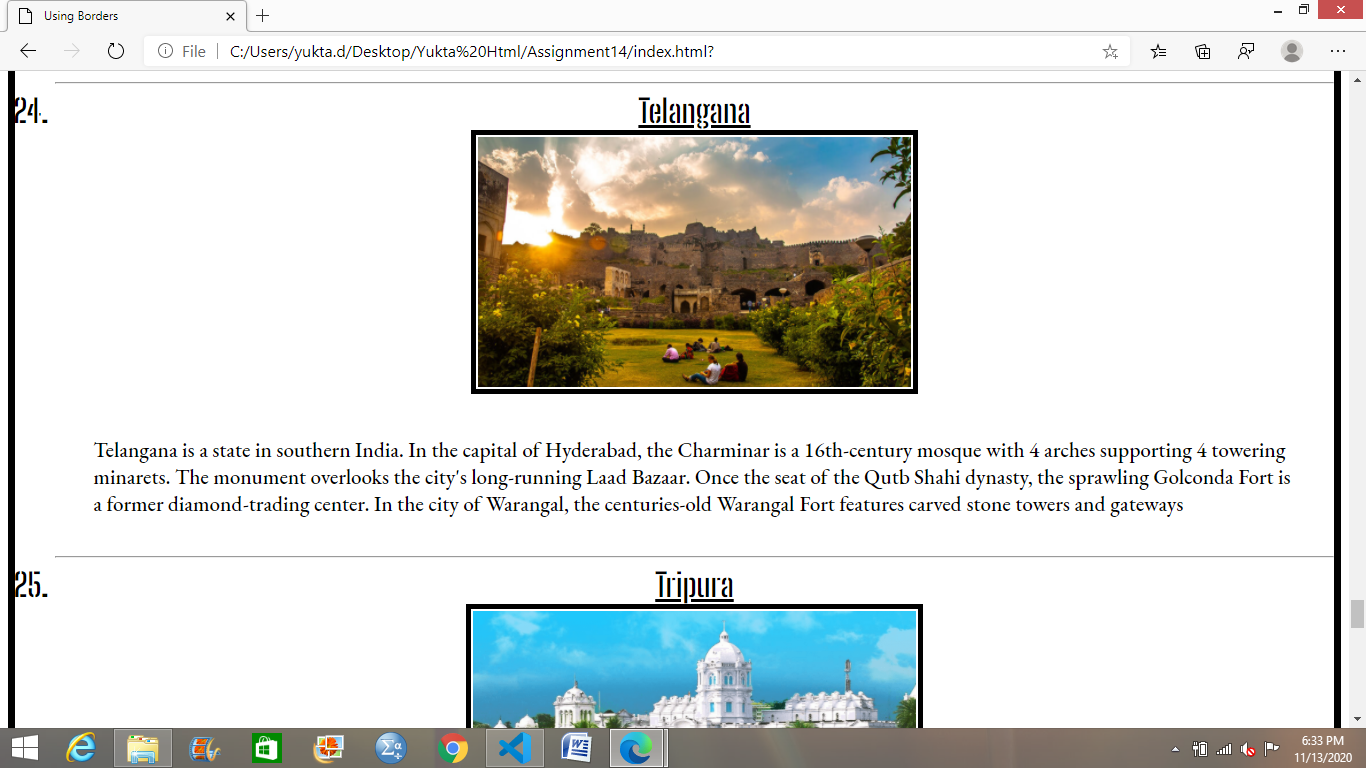 Using Borders
File
C:/Users/yukta.d/Desktop/Yukta%20Html/Assignment14/index.html?
24. Telangana
Telangana is a state in southern India. In the capital of Hyderabad, the Charminar is a 16th-century mosque with 4 arches supporting 4 towering
minarets. The monument overlooks the city's long-running Laad Bazaar. Once the seat of the Qutb Shahi dynasty, the sprawling Golconda Fort is
a former diamond-trading center. In the city of Warangal, the centuries-old Warangal Fort features carved stone towers and gateways
25. Tripura
6:33 PM
11/13/2020